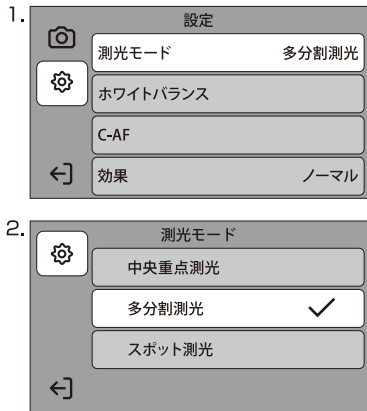 1.
設定
測光モード 多分割測光
ホワイトバランス
C-AF
効果 ノーマル
2.
測光モード
中央重点測光
多分割測光
スポット測光